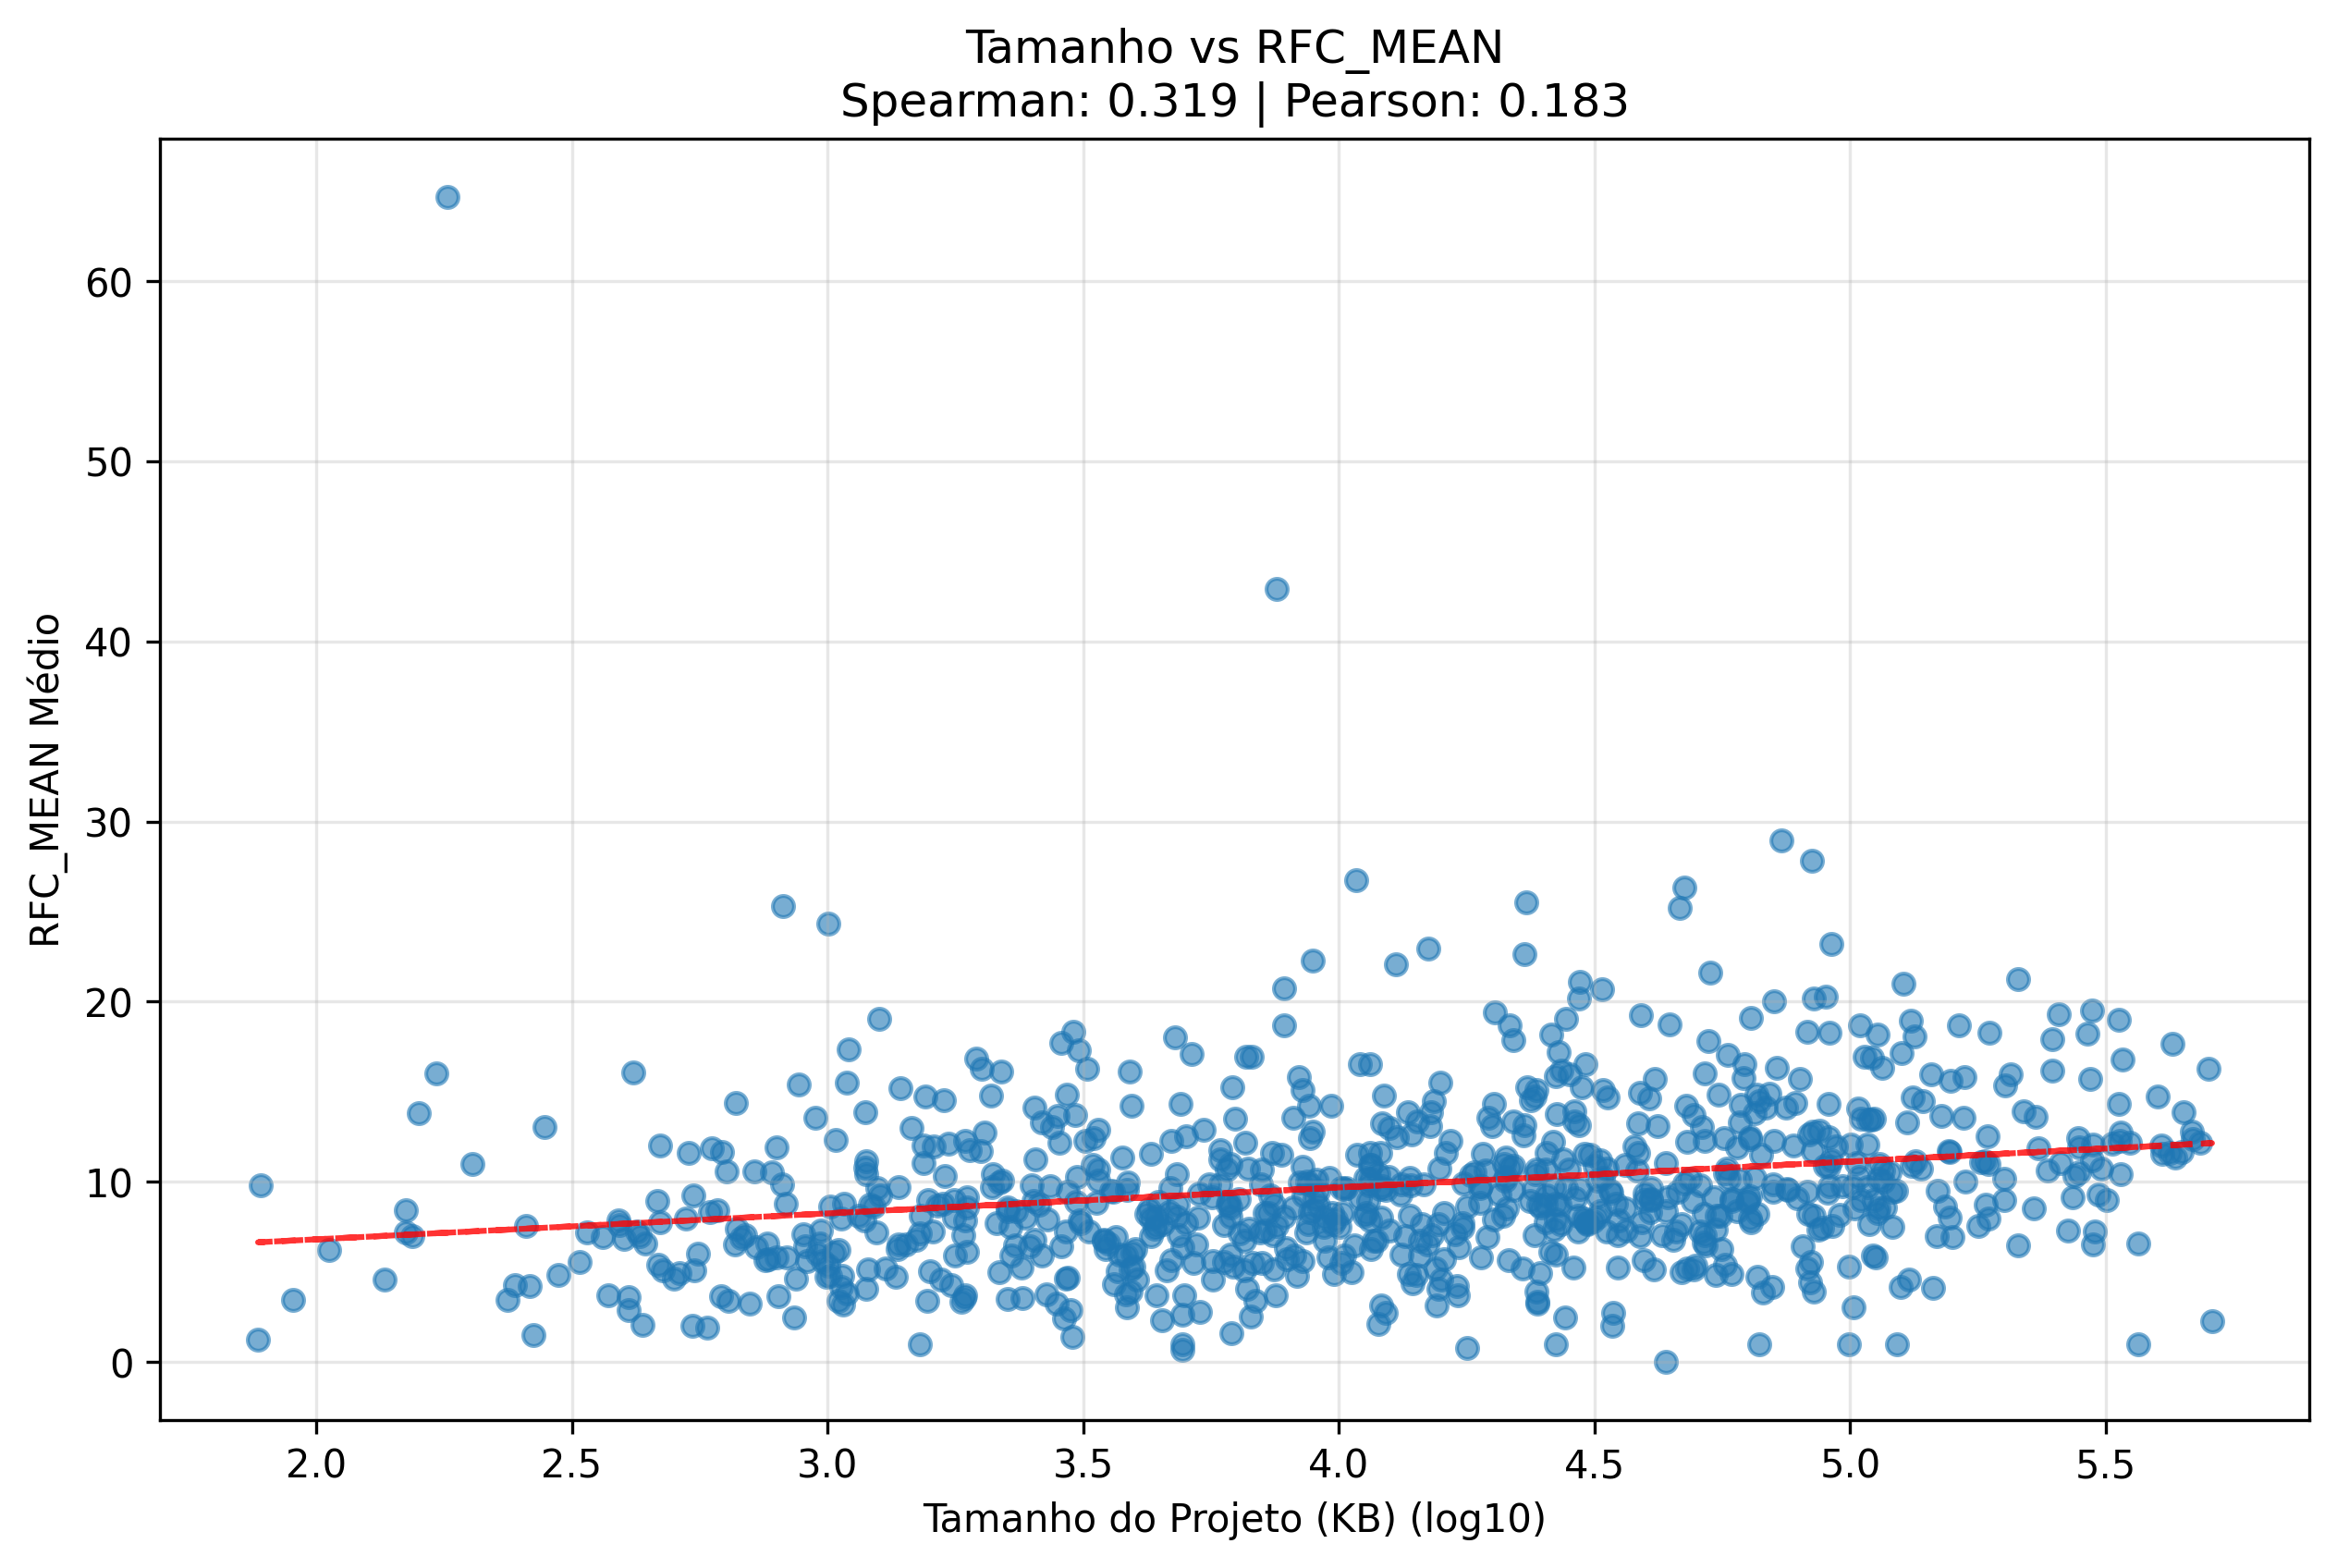 Tamanho vs RFC_MEAN
Spearman: 0.319 | Pearson: 0.183
RFC_MEAN Médio
60
50
40
30
20
10
0
2.0 2.5 3.0 3.5 4.0 4.5 5.0 5.5
Tamanho do Projeto (KB) (log10)